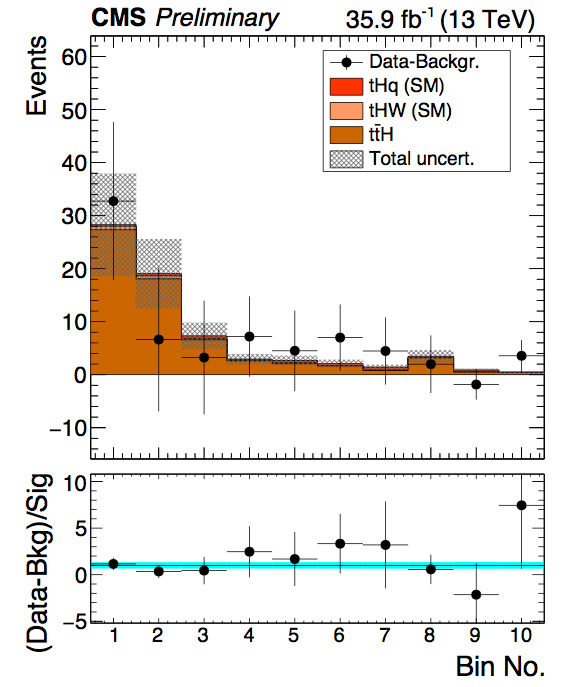 CMS Preliminary 35.9 fb⁻¹ (13 TeV)
Events
60
50
40
30
20
10
0
−10
Data-Backgr.
tHq (SM)
tHW (SM)
tt̄H
Total uncert.
(Data-Bkg)/Sig
10
5
0
−5
1 2 3 4 5 6 7 8 9 10
Bin No.